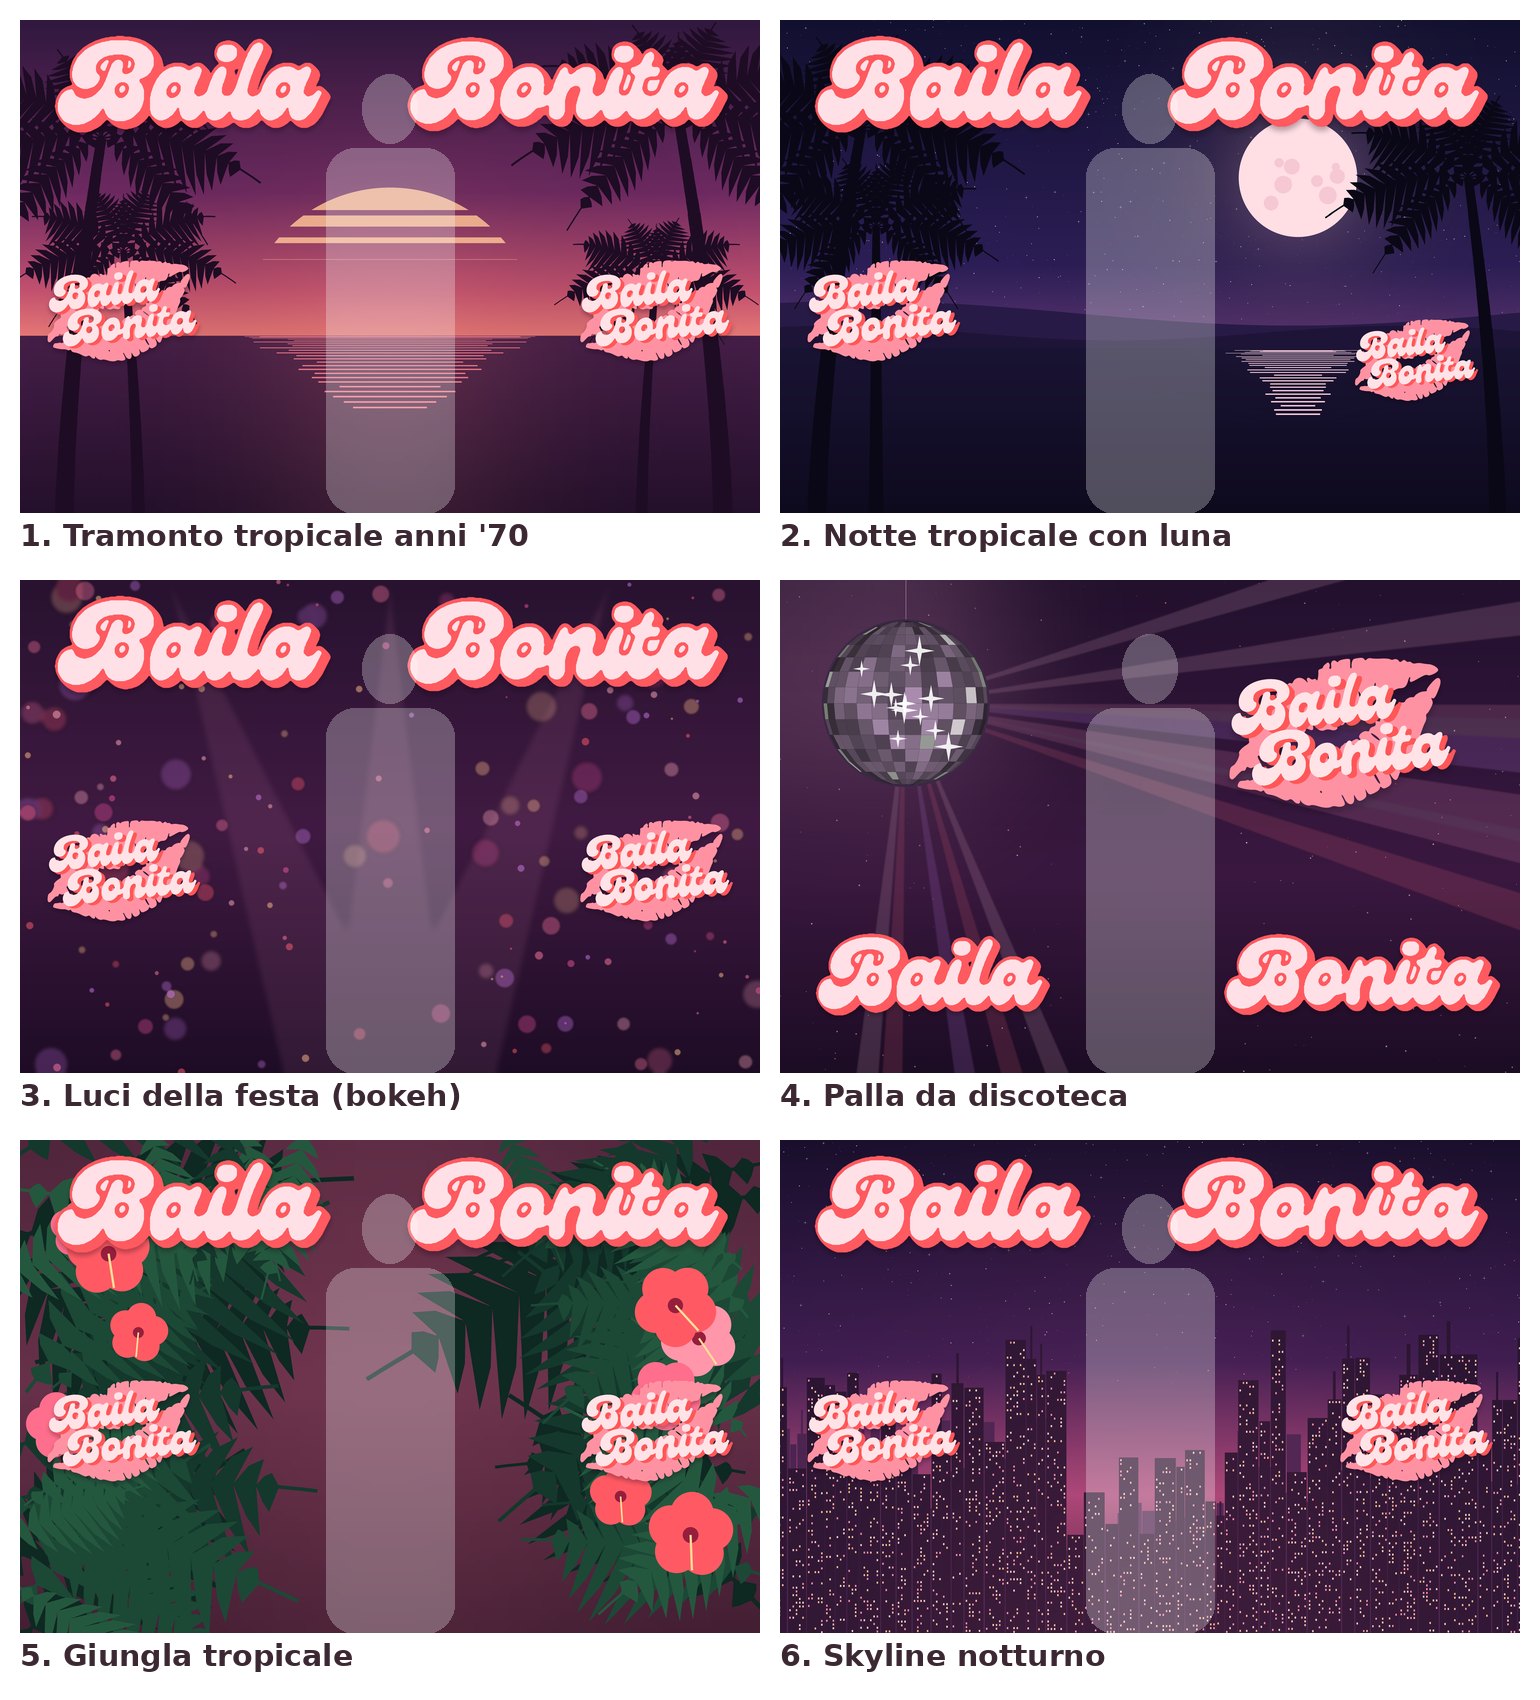 Baila Bonita
Baila
Bonita
Baila
Bonita
1. Tramonto tropicale anni '70
Baila Bonita
Baila
Bonita
Baila
Bonita
2. Notte tropicale con luna
Baila Bonita
Baila
Bonita
Baila
Bonita
3. Luci della festa (bokeh)
Baila
Bonita
Baila Bonita
4. Palla da discoteca
Baila Bonita
Baila
Bonita
Baila
Bonita
5. Giungla tropicale
Baila Bonita
Baila
Bonita
Baila
Bonita
6. Skyline notturno